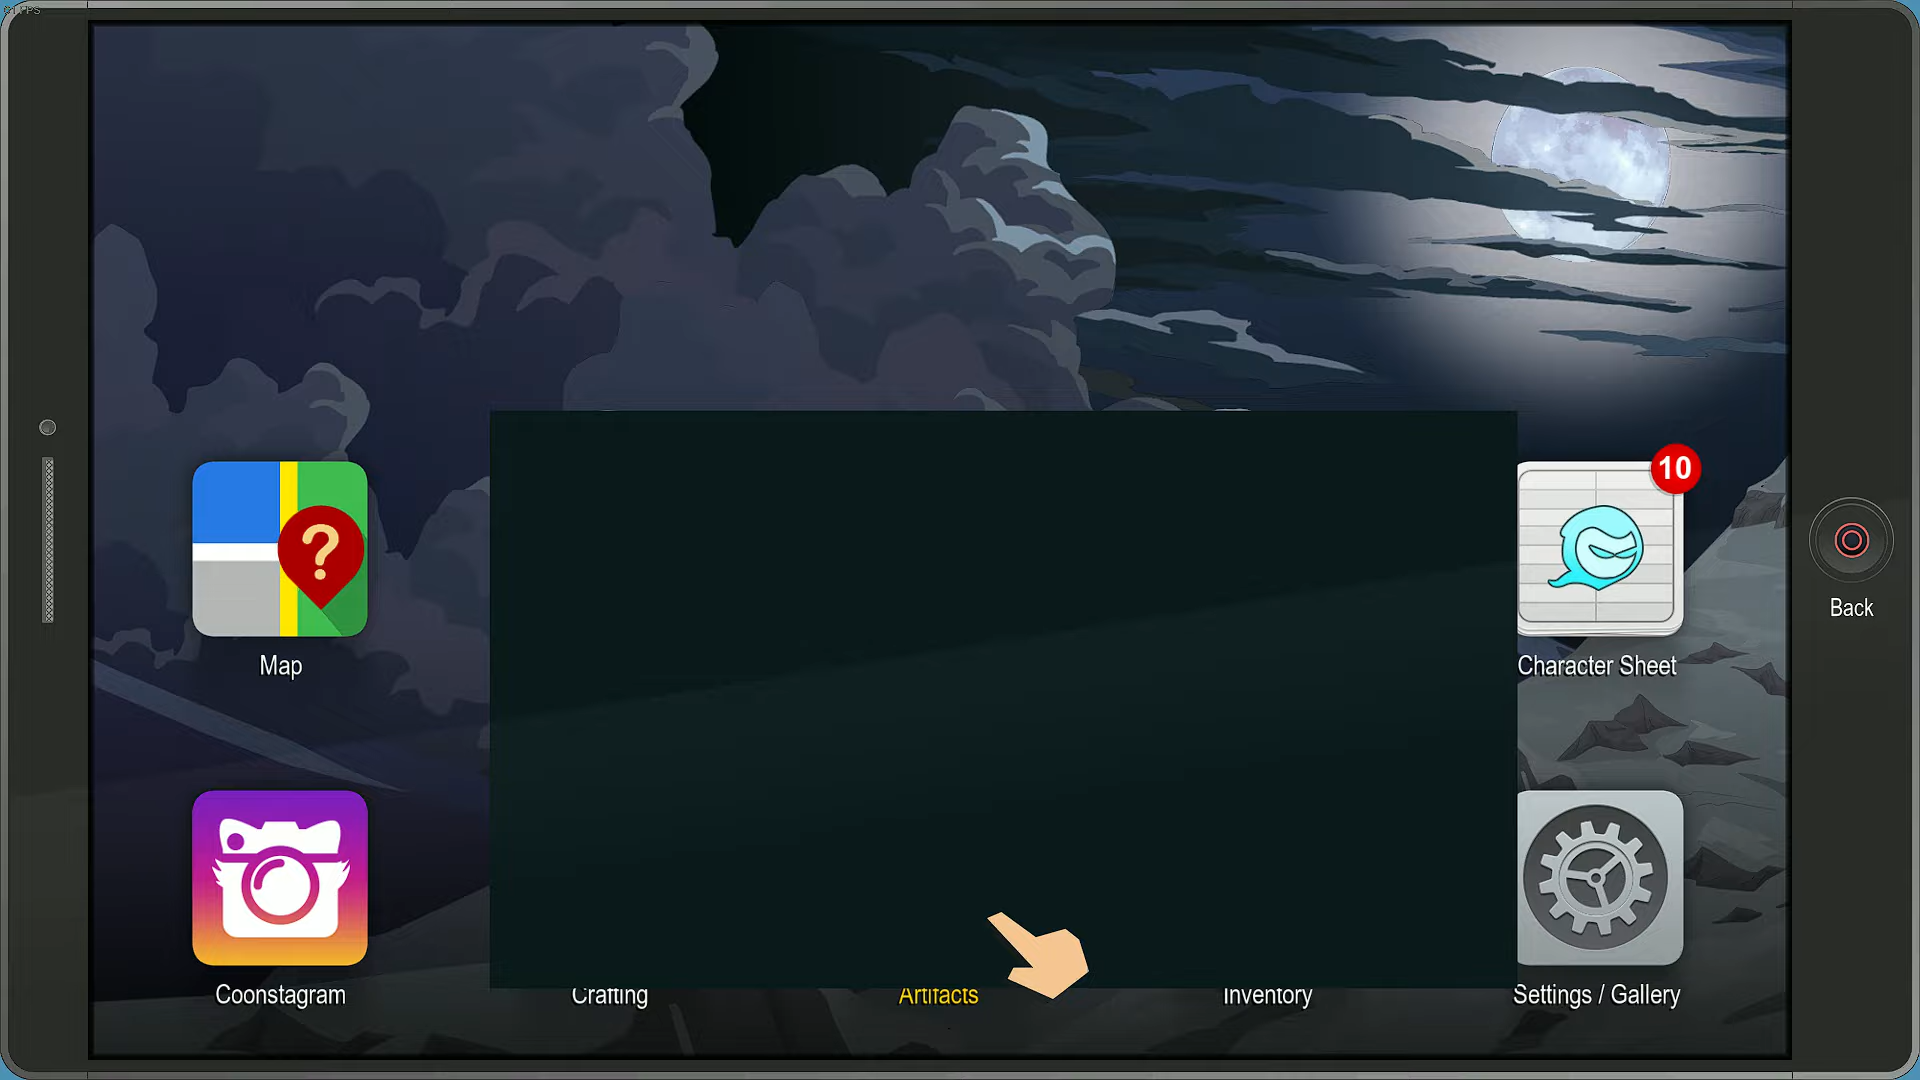 ?
10
Map
Character Sheet
Back
Coonstagram
Crafting
Artifacts
Inventory
Settings / Gallery